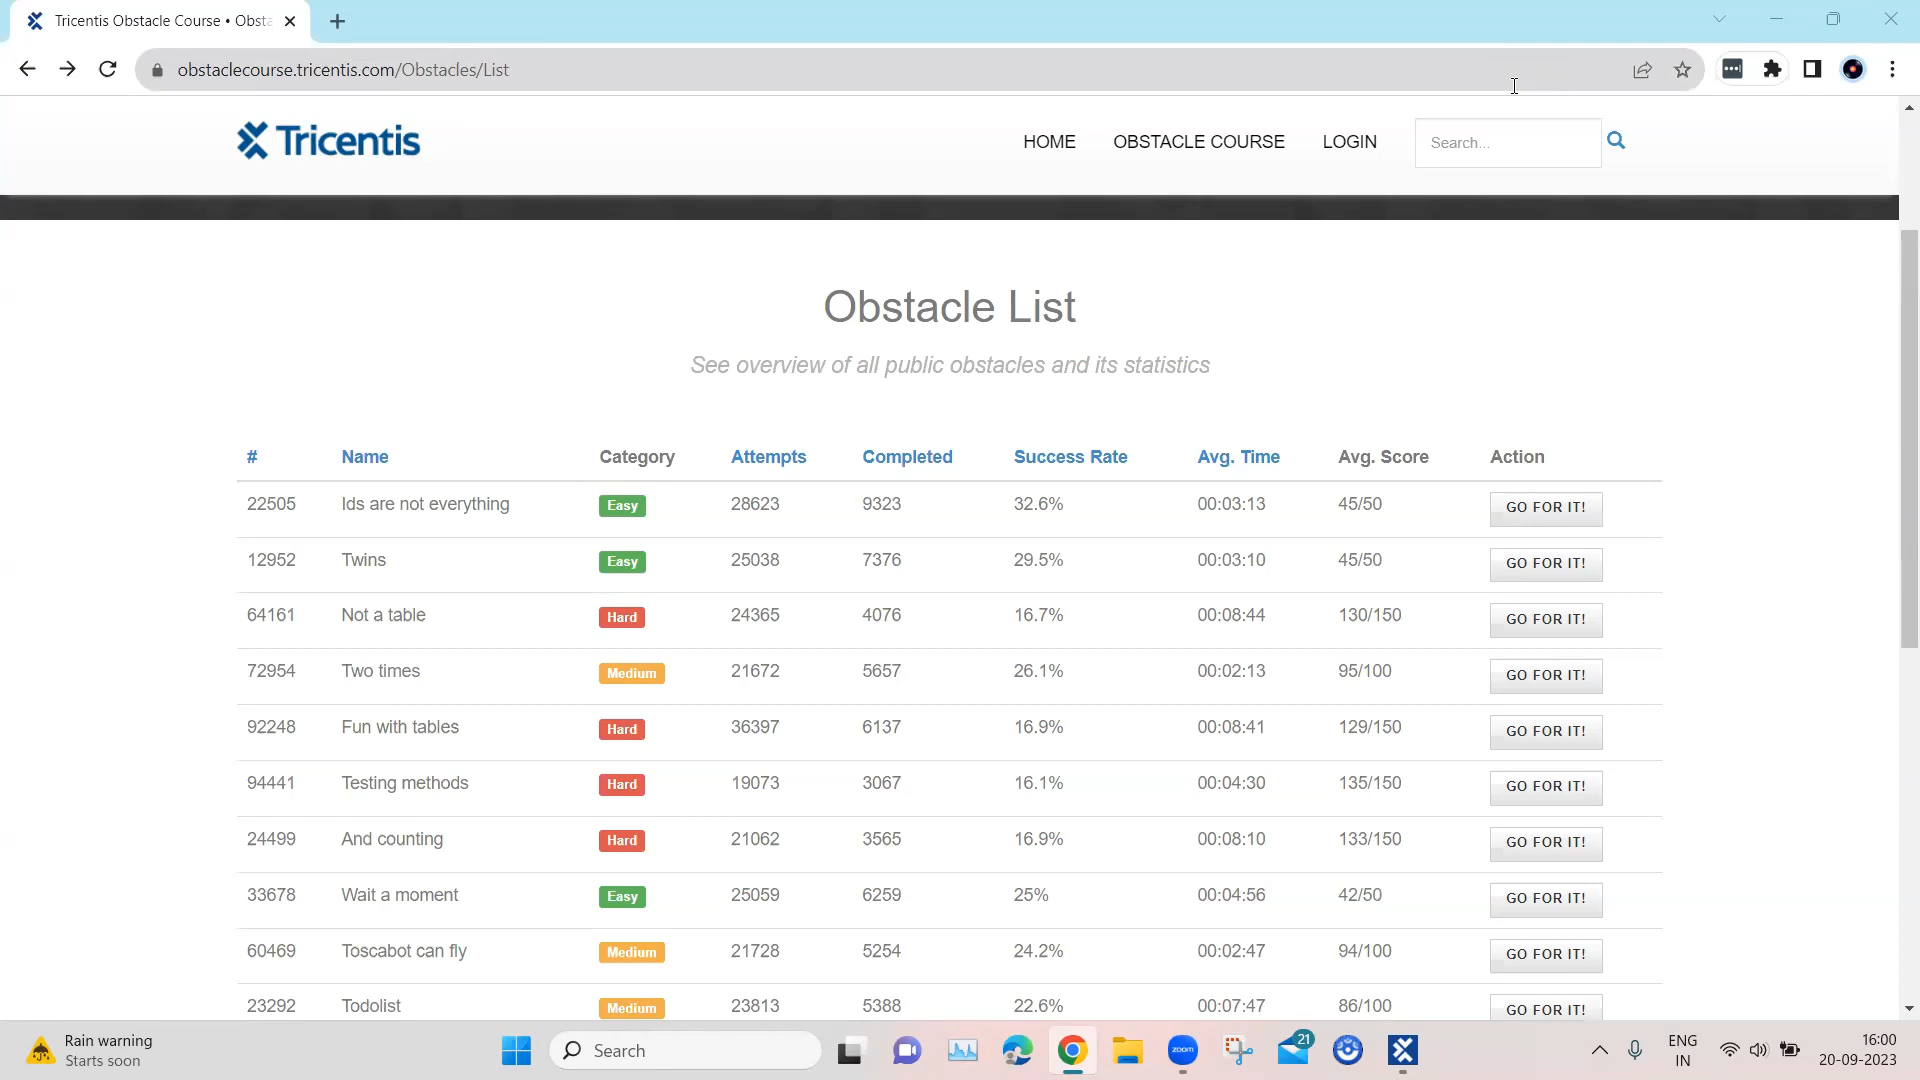 Tricentis Obstacle Course • Obsta
obstaclecourse.tricentis.com/Obstacles/List
Tricentis
HOME OBSTACLE COURSE LOGIN Search...
Obstacle List
See overview of all public obstacles and its statistics
# Name Category Attempts Completed Success Rate Avg. Time Avg. Score Action
22505 Ids are not everything Easy 28623 9323 32.6% 00:03:13 45/50 GO FOR IT!
12952 Twins Easy 25038 7376 29.5% 00:03:10 45/50 GO FOR IT!
64161 Not a table Hard 24365 4076 16.7% 00:08:44 130/150 GO FOR IT!
72954 Two times Medium 21672 5657 26.1% 00:02:13 95/100 GO FOR IT!
92248 Fun with tables Hard 36397 6137 16.9% 00:08:41 129/150 GO FOR IT!
94441 Testing methods Hard 19073 3067 16.1% 00:04:30 135/150 GO FOR IT!
24499 And counting Hard 21062 3565 16.9% 00:08:10 133/150 GO FOR IT!
33678 Wait a moment Easy 25059 6259 25% 00:04:56 42/50 GO FOR IT!
60469 Toscabot can fly Medium 21728 5254 24.2% 00:02:47 94/100 GO FOR IT!
23292 Todolist Medium 23813 5388 22.6% 00:07:47 86/100 GO FOR IT!
Rain warning
Starts soon
Search
zoom
21
ENG
IN
16:00
20-09-2023